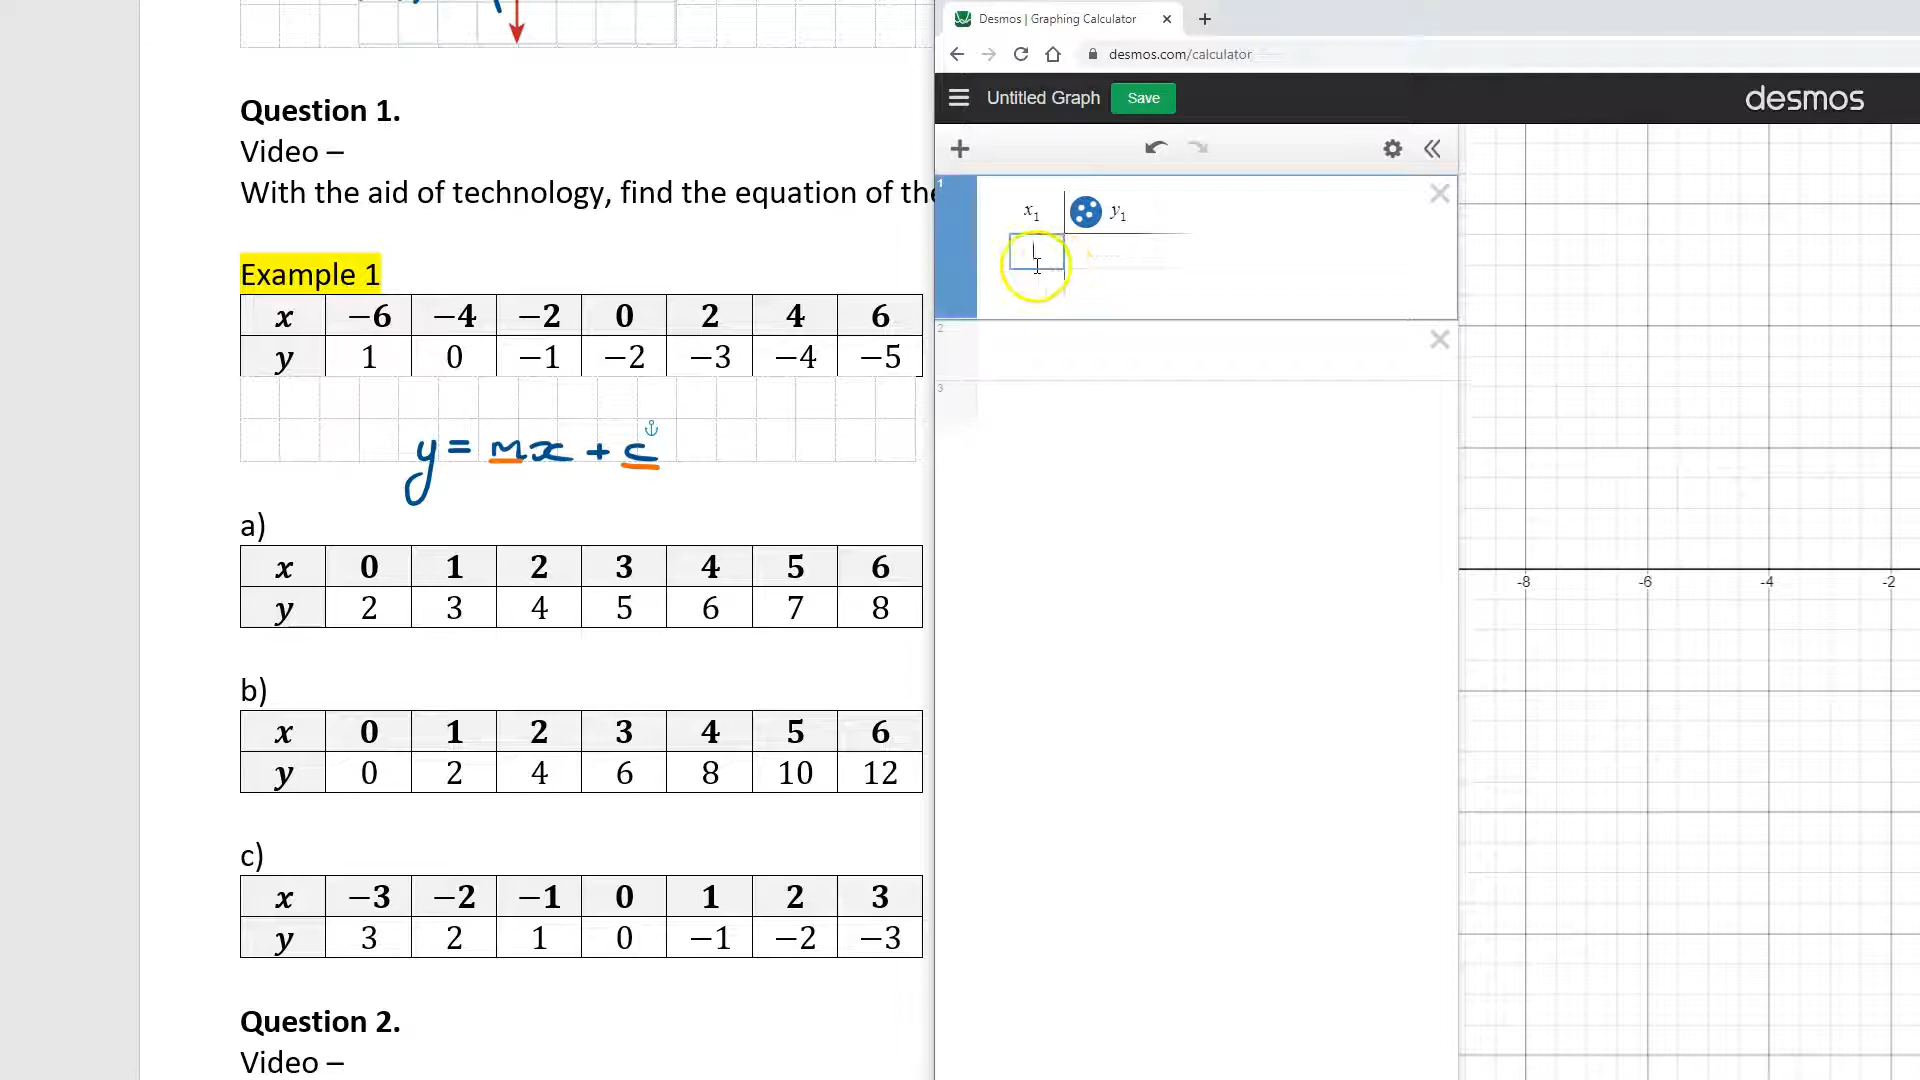 Question 1.
Video –
With the aid of technology, find the equation of the
Example 1
x −6 −4 −2 0 2 4 6
y 1 0 −1 −2 −3 −4 −5
y = mx + c
a)
x 0 1 2 3 4 5 6
y 2 3 4 5 6 7 8
b)
x 0 1 2 3 4 5 6
y 0 2 4 6 8 10 12
c)
x −3 −2 −1 0 1 2 3
y 3 2 1 0 −1 −2 −3
Question 2.
Video –
Desmos | Graphing Calculator
desmos.com/calculator
Untitled Graph Save desmos
1
x₁ y₁
2
3
-8 -6 -4 -2